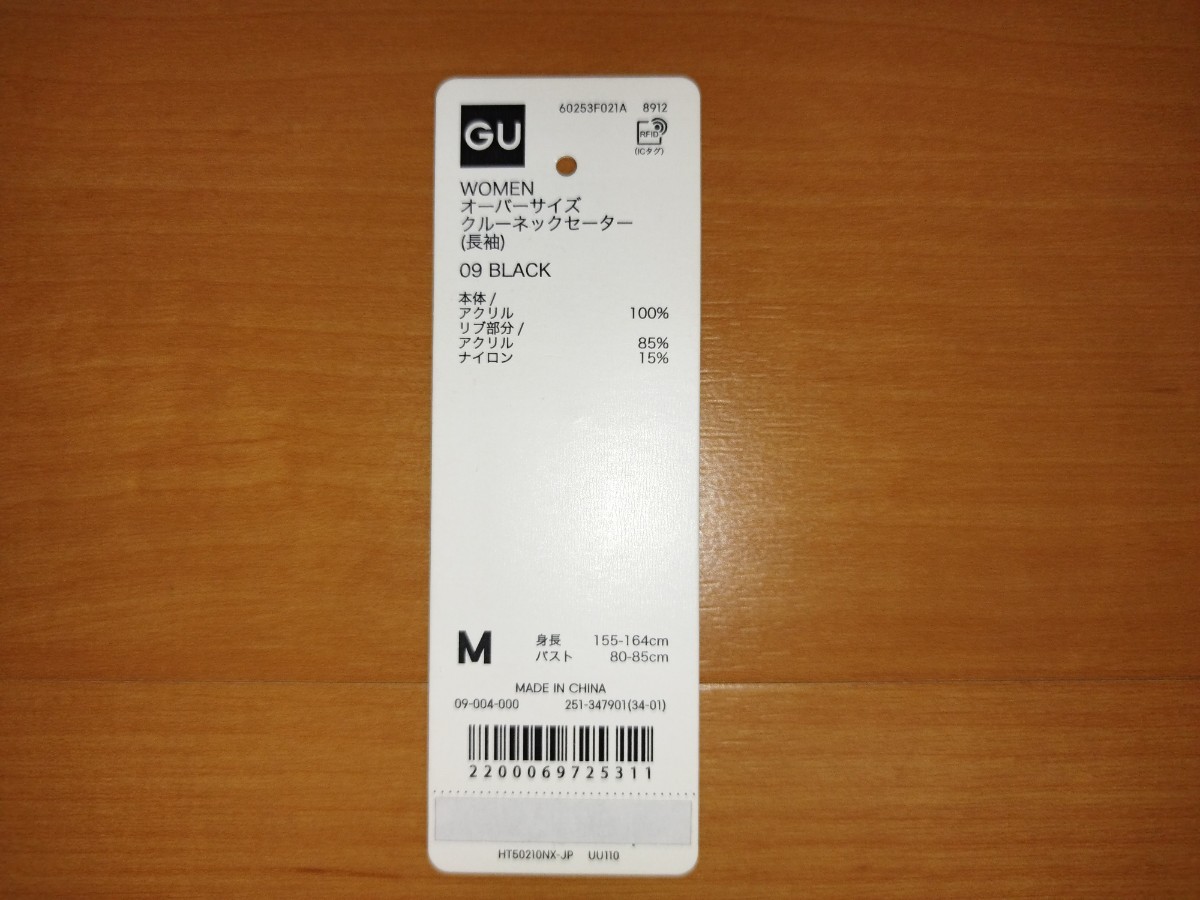 GU
60253F021A 8912
RFID
(ICタグ)
WOMEN
オーバーサイズ
クルーネックセーター
(長袖)
09 BLACK
本体 /
アクリル 100%
リブ部分 /
アクリル 85%
ナイロン 15%
M
身長 155-164cm
バスト 80-85cm
MADE IN CHINA
09-004-000 251-347901(34-01)
2200069725311
HT50210NX-JP UU110